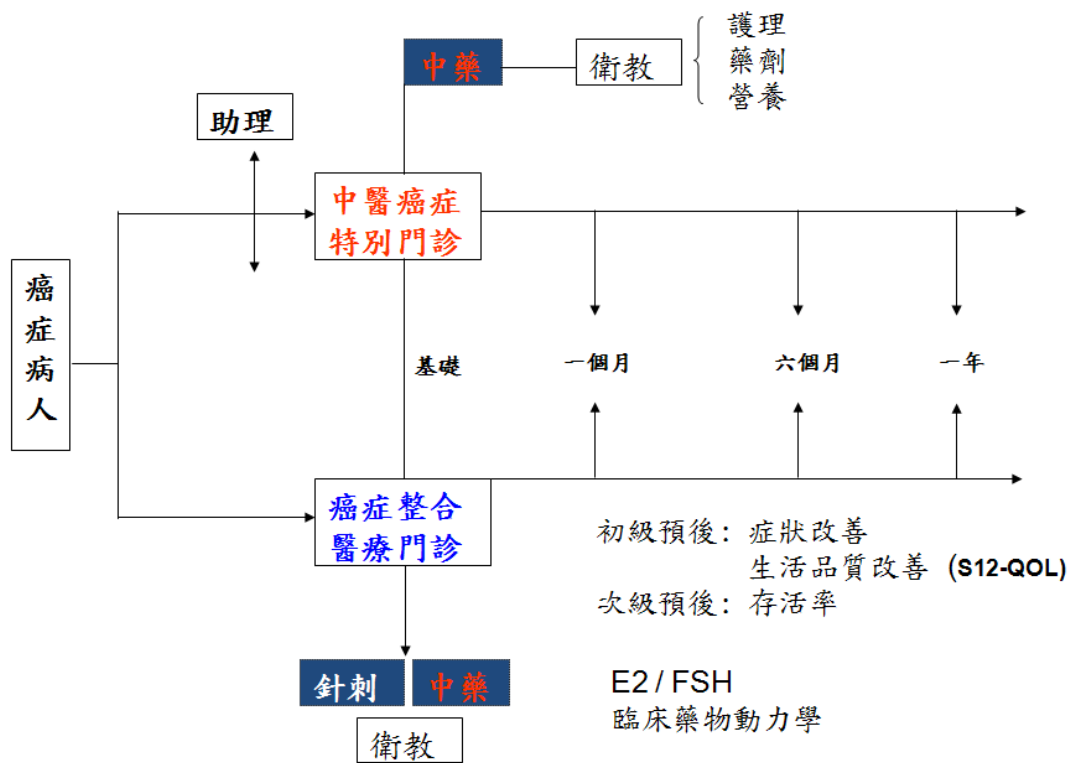 中藥
衛教
護理
藥劑
營養
助理
中醫癌症
特別門診
癌症病人
基礎
一個月
六個月
一年
癌症整合
醫療門診
初級預後：症狀改善
生活品質改善 (S12-QOL)
次級預後：存活率
針刺
中藥
衛教
E2 / FSH
臨床藥物動力學